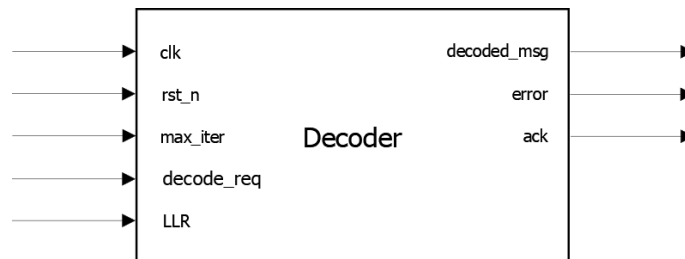 clk
rst_n
max_iter
decode_req
LLR
Decoder
decoded_msg
error
ack